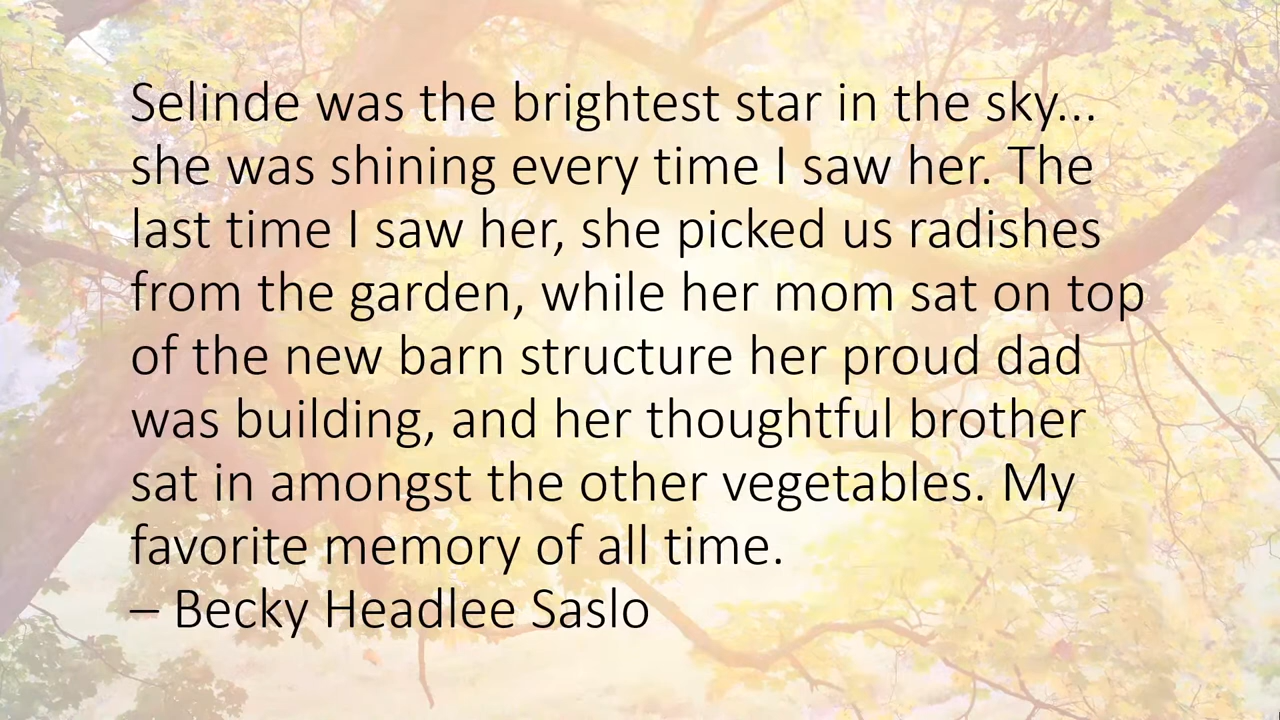 Selinde was the brightest star in the sky...
she was shining every time I saw her. The
last time I saw her, she picked us radishes
from the garden, while her mom sat on top
of the new barn structure her proud dad
was building, and her thoughtful brother
sat in amongst the other vegetables. My
favorite memory of all time.
– Becky Headlee Saslo